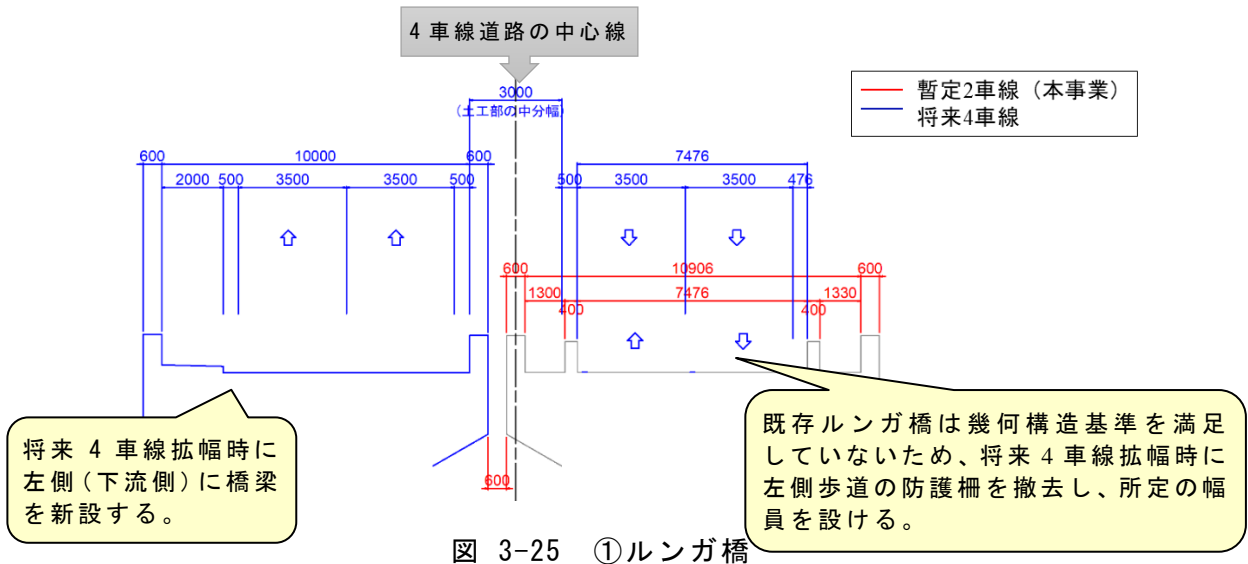 4 車線道路の中心線
暫定2車線（本事業）
将来4車線
3000
(土工部の中分幅)
600 10000 600 7476
2000 500 3500 3500 500 500 3500 3500 476
600 10906 600
1300 7476 1330
400 400
将来 4 車線拡幅時に
左側（下流側）に橋梁
を新設する。
既存ルンガ橋は幾何構造基準を満足
していないため、将来 4 車線拡幅時に
左側歩道の防護柵を撤去し、所定の幅
員を設ける。
600
図 3-25 ①ルンガ橋